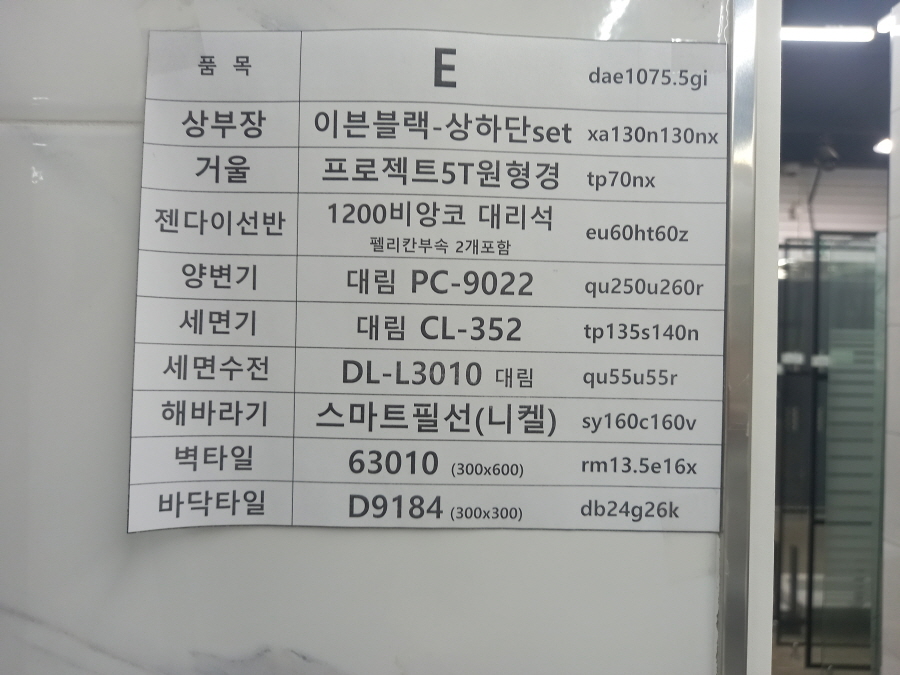 품 목 E dae1075.5gi
상부장 이븐블랙-상하단set xa130n130nx
거울 프로젝트5T원형경 tp70nx
젠다이선반 1200비앙코 대리석 eu60ht60z
펠리칸부속 2개포함
양변기 대림 PC-9022 qu250u260r
세면기 대림 CL-352 tp135s140n
세면수전 DL-L3010 대림 qu55u55r
해바라기 스마트필선(니켈) sy160c160v
벽타일 63010 (300x600) rm13.5e16x
바닥타일 D9184 (300x300) db24g26k